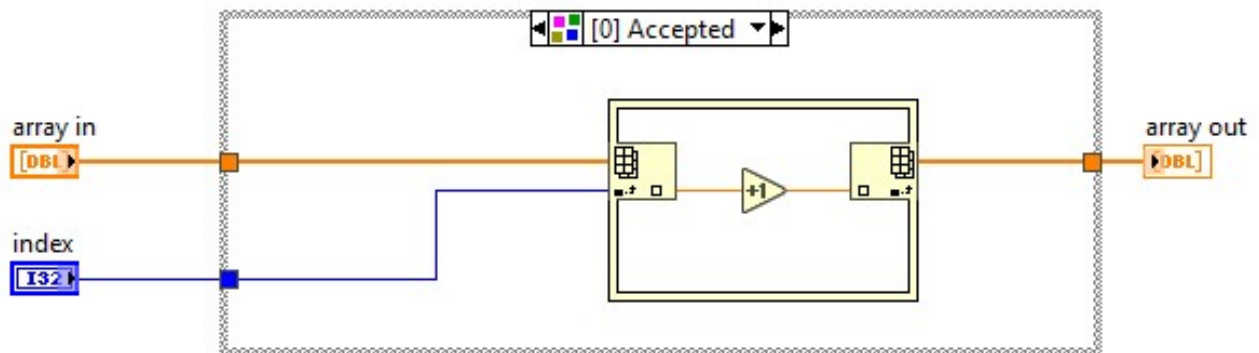 [0] Accepted
array in
[DBL]
array out
DBL]
+1
index
I32